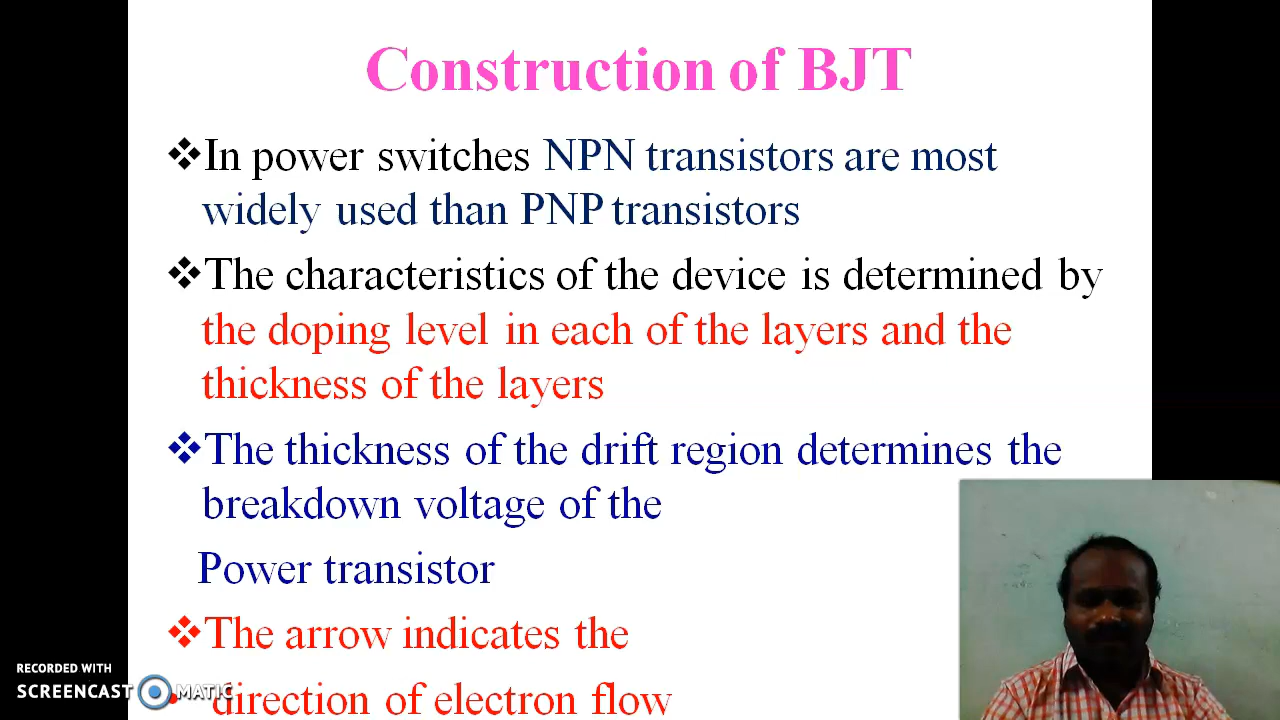 Construction of BJT
❖In power switches NPN transistors are most
widely used than PNP transistors
❖The characteristics of the device is determined by
the doping level in each of the layers and the
thickness of the layers
❖The thickness of the drift region determines the
breakdown voltage of the
Power transistor
❖The arrow indicates the
• direction of electron flow
RECORDED WITH
SCREENCAST MATIC